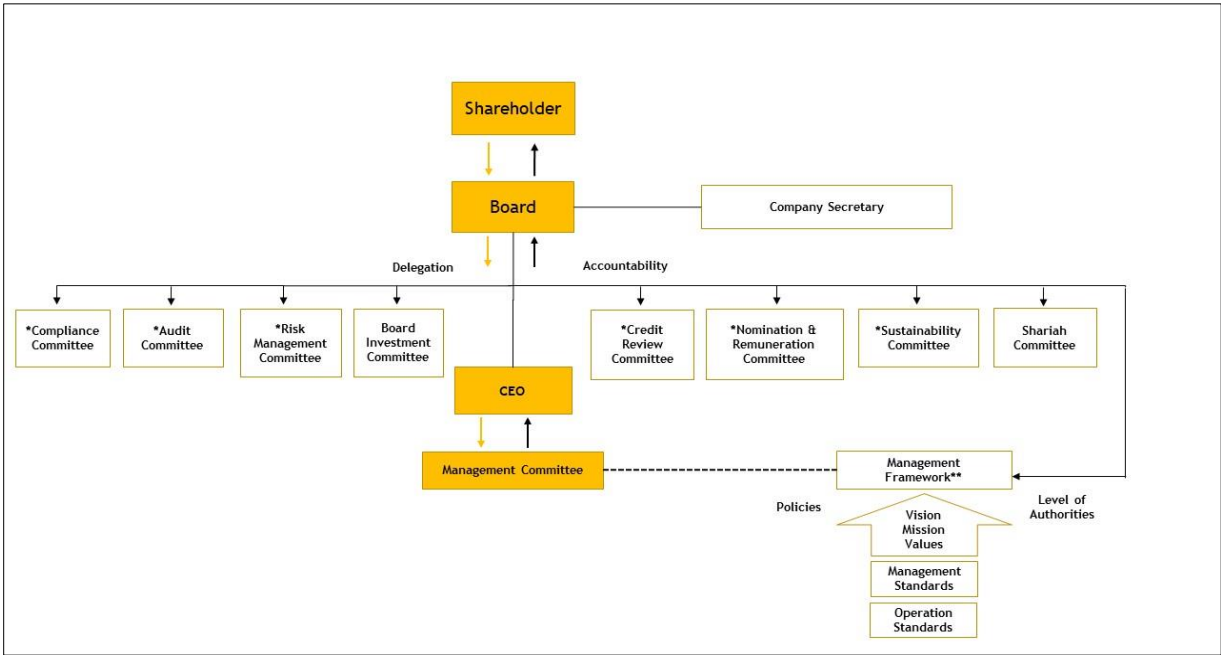 Shareholder
Board
Company Secretary
Delegation
Accountability
*Compliance
Committee
*Audit
Committee
*Risk
Management
Committee
Board
Investment
Committee
*Credit
Review
Committee
*Nomination &
Remuneration
Committee
*Sustainability
Committee
Shariah
Committee
CEO
Management Committee
Management
Framework**
Policies
Level of
Authorities
Vision
Mission
Values
Management
Standards
Operation
Standards